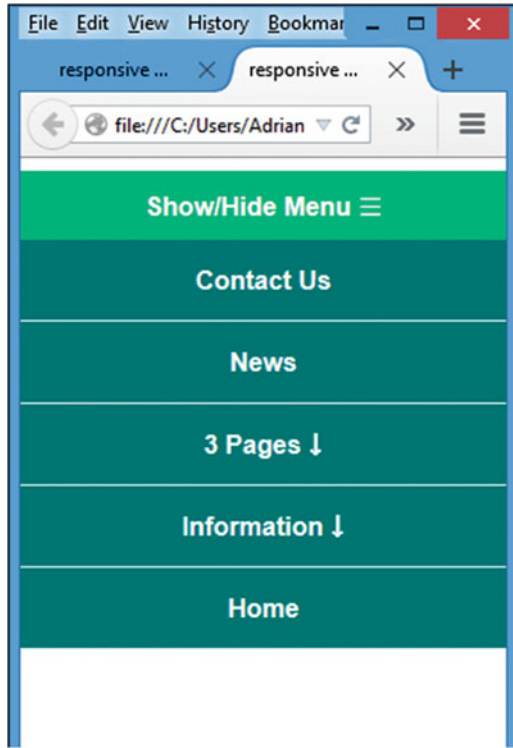 File Edit View History Bookmar
responsive ... responsive ...
file:///C:/Users/Adrian
Show/Hide Menu ☰
Contact Us
News
3 Pages ↓
Information ↓
Home